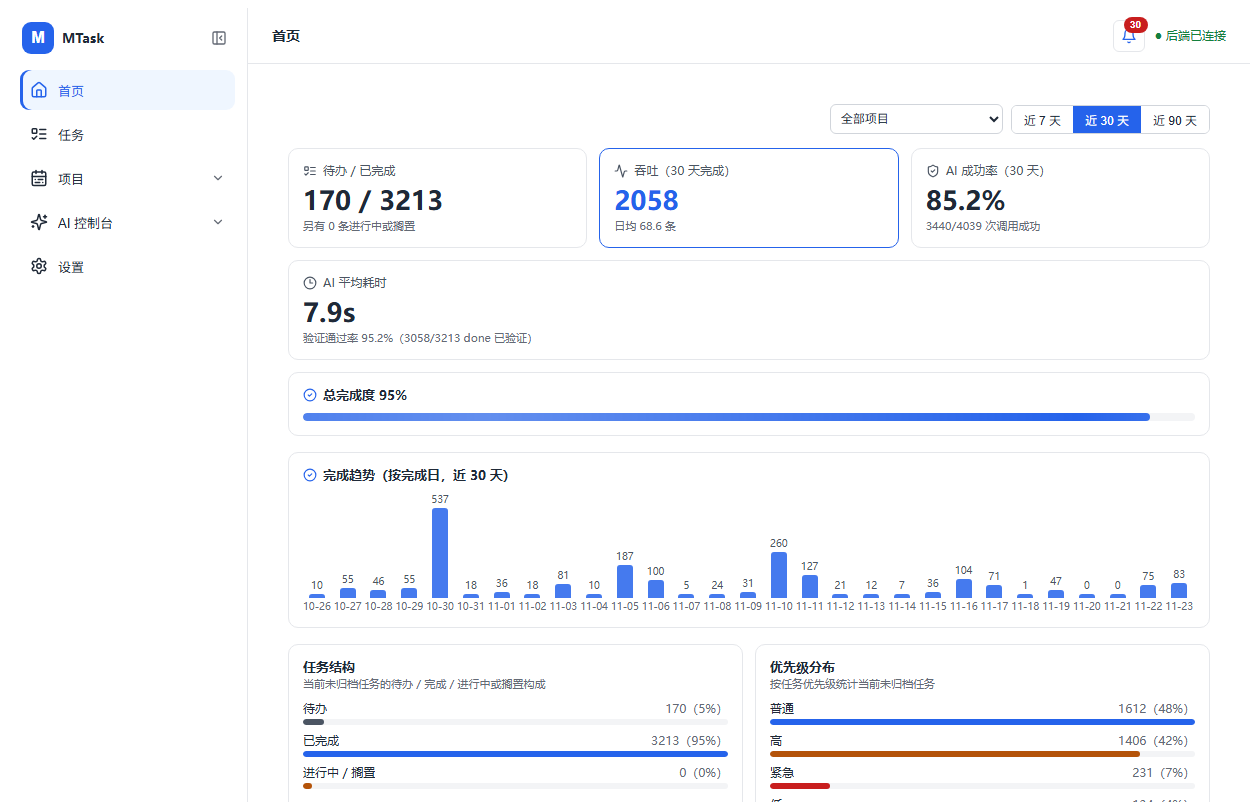 M MTask
首页
30
后端已连接
首页
任务
项目
AI 控制台
设置
全部项目
近 7 天
近 30 天
近 90 天
待办 / 已完成
170 / 3213
另有 0 条进行中或搁置
吞吐（30 天完成）
2058
日均 68.6 条
AI 成功率（30 天）
85.2%
3440/4039 次调用成功
AI 平均耗时
7.9s
验证通过率 95.2%（3058/3213 done 已验证）
总完成度 95%
完成趋势（按完成日，近 30 天）
10 55 46 55 537 18 36 18 81 10 187 100 5 24 31 260 127 21 12 7 36 104 71 1 47 0 0 75 83
10-26 10-27 10-28 10-29 10-30 10-31 11-01 11-02 11-03 11-04 11-05 11-06 11-07 11-08 11-09 11-10 11-11 11-12 11-13 11-14 11-15 11-16 11-17 11-18 11-19 11-20 11-21 11-22 11-23
任务结构
当前未归档任务的待办 / 完成 / 进行中或搁置构成
待办 170（5%）
已完成 3213（95%）
进行中 / 搁置 0（0%）
优先级分布
按任务优先级统计当前未归档任务
普通 1612（48%）
高 1406（42%）
紧急 231（7%）